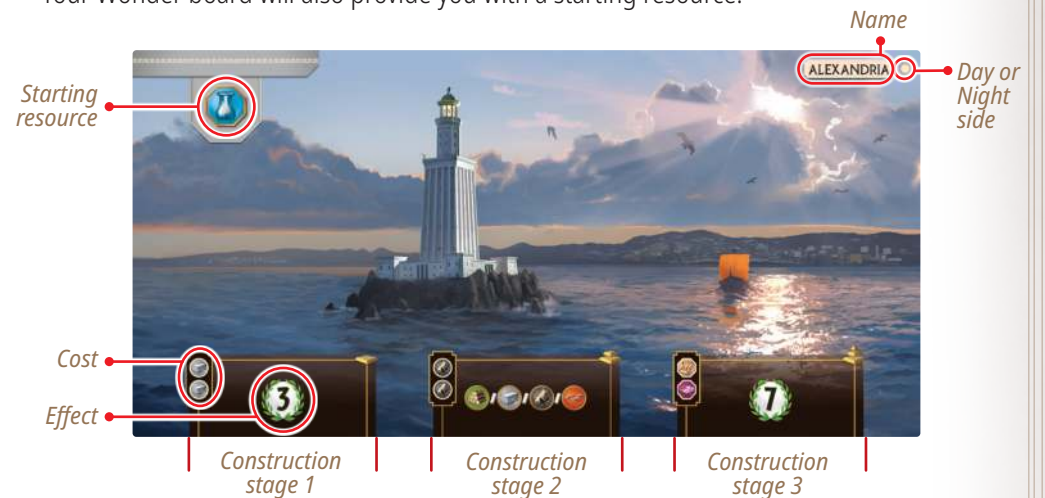 Your Wonder board will also provide you with a starting resource.
Name
ALEXANDRIA
Day or
Night
side
Starting
resource
Cost
Effect
3
7
Construction
stage 1
Construction
stage 2
Construction
stage 3